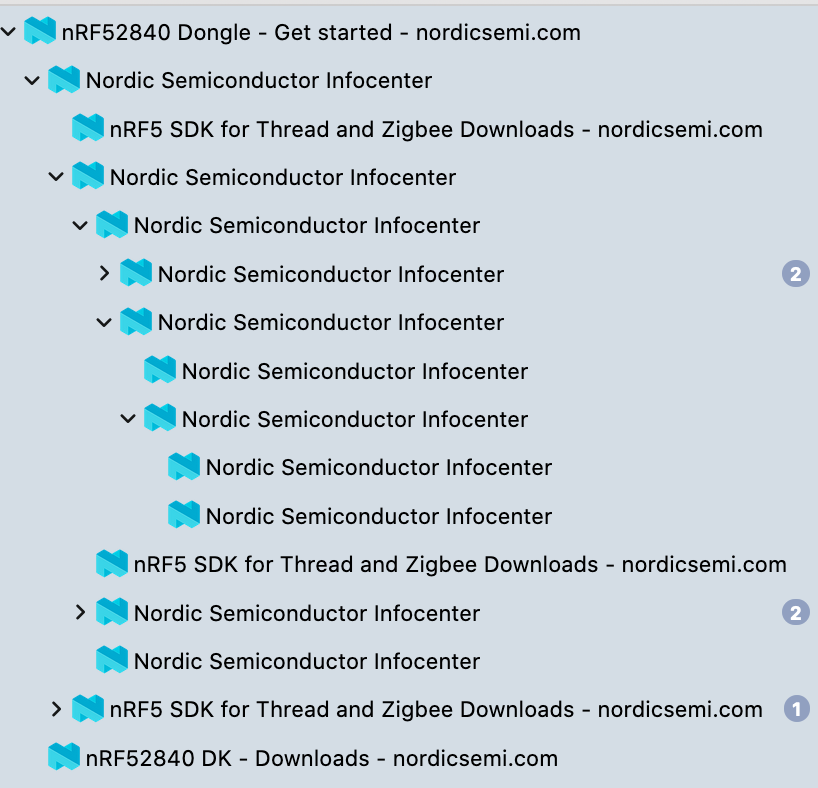 nRF52840 Dongle - Get started - nordicsemi.com
Nordic Semiconductor Infocenter
nRF5 SDK for Thread and Zigbee Downloads - nordicsemi.com
Nordic Semiconductor Infocenter
Nordic Semiconductor Infocenter
Nordic Semiconductor Infocenter 2
Nordic Semiconductor Infocenter
Nordic Semiconductor Infocenter
Nordic Semiconductor Infocenter
Nordic Semiconductor Infocenter
Nordic Semiconductor Infocenter
nRF5 SDK for Thread and Zigbee Downloads - nordicsemi.com
Nordic Semiconductor Infocenter 2
Nordic Semiconductor Infocenter
nRF5 SDK for Thread and Zigbee Downloads - nordicsemi.com 1
nRF52840 DK - Downloads - nordicsemi.com